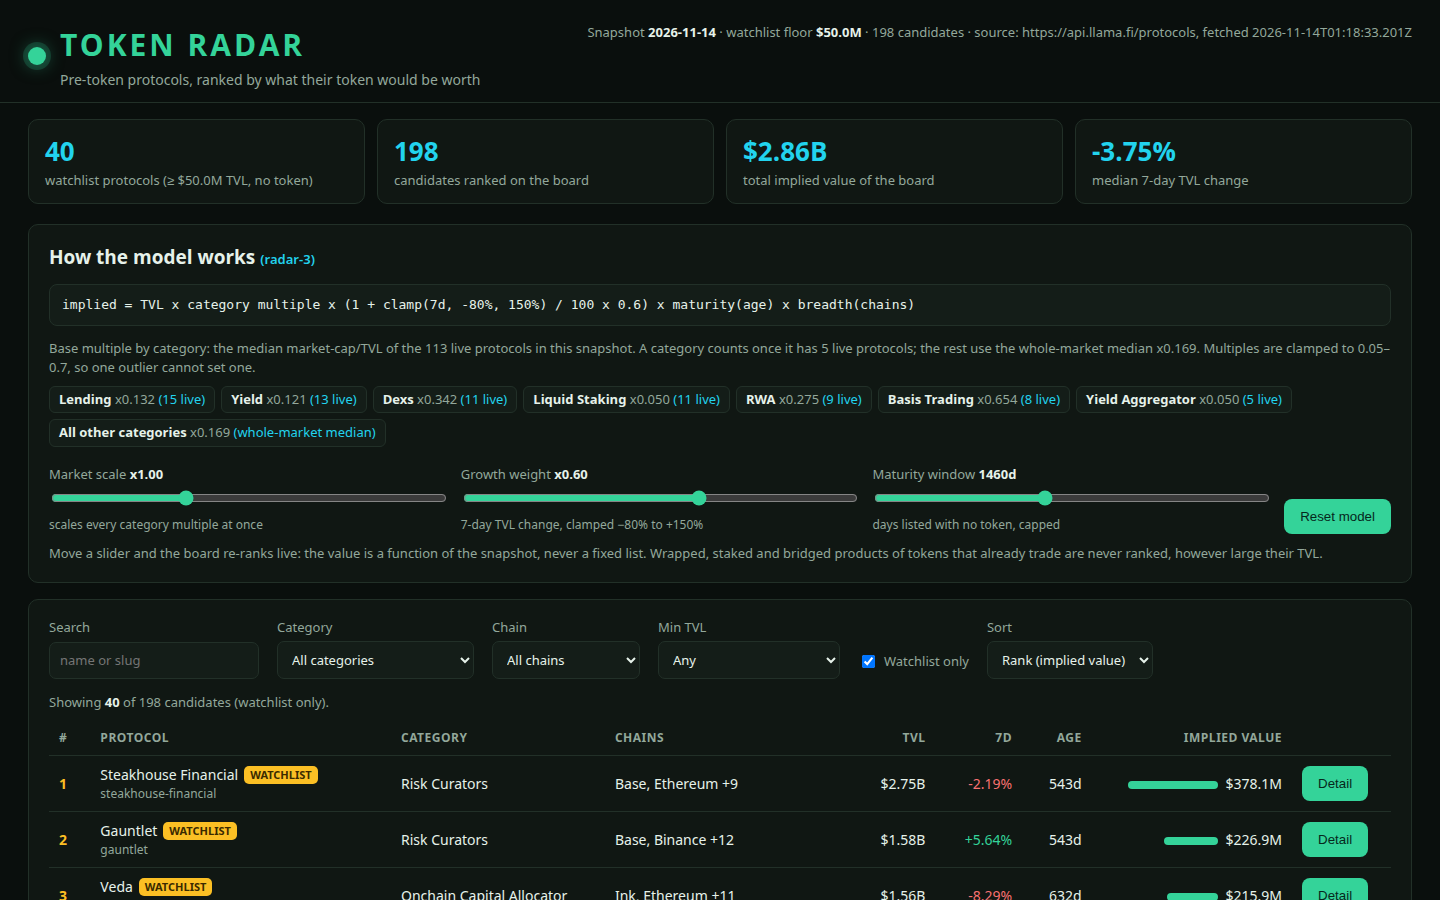 TOKEN RADAR
Pre-token protocols, ranked by what their token would be worth
Snapshot 2026-11-14 · watchlist floor $50.0M · 198 candidates · source: https://api.llama.fi/protocols, fetched 2026-11-14T01:18:33.201Z
40
watchlist protocols (≥ $50.0M TVL, no token)
198
candidates ranked on the board
$2.86B
total implied value of the board
-3.75%
median 7-day TVL change
How the model works (radar-3)
implied = TVL x category multiple x (1 + clamp(7d, -80%, 150%) / 100 x 0.6) x maturity(age) x breadth(chains)
Base multiple by category: the median market-cap/TVL of the 113 live protocols in this snapshot. A category counts once it has 5 live protocols; the rest use the whole-market median x0.169. Multiples are clamped to 0.05–
0.7, so one outlier cannot set one.
Lending x0.132 (15 live) Yield x0.121 (13 live) Dexs x0.342 (11 live) Liquid Staking x0.050 (11 live) RWA x0.275 (9 live) Basis Trading x0.654 (8 live) Yield Aggregator x0.050 (5 live)
All other categories x0.169 (whole-market median)
Market scale x1.00 Growth weight x0.60 Maturity window 1460d
Reset model
scales every category multiple at once 7-day TVL change, clamped −80% to +150% days listed with no token, capped
Move a slider and the board re-ranks live: the value is a function of the snapshot, never a fixed list. Wrapped, staked and bridged products of tokens that already trade are never ranked, however large their TVL.
Search Category Chain Min TVL Sort
name or slug All categories All chains Any Watchlist only Rank (implied value)
Showing 40 of 198 candidates (watchlist only).
# PROTOCOL CATEGORY CHAINS TVL 7D AGE IMPLIED VALUE
1 Steakhouse Financial WATCHLIST Risk Curators Base, Ethereum +9 $2.75B -2.19% 543d $378.1M Detail
steakhouse-financial
2 Gauntlet WATCHLIST Risk Curators Base, Binance +12 $1.58B +5.64% 543d $226.9M Detail
gauntlet
3 Veda WATCHLIST Onchain Capital Allocator Ink, Ethereum +11 $1.56B -8.29% 632d $215.9M Detail